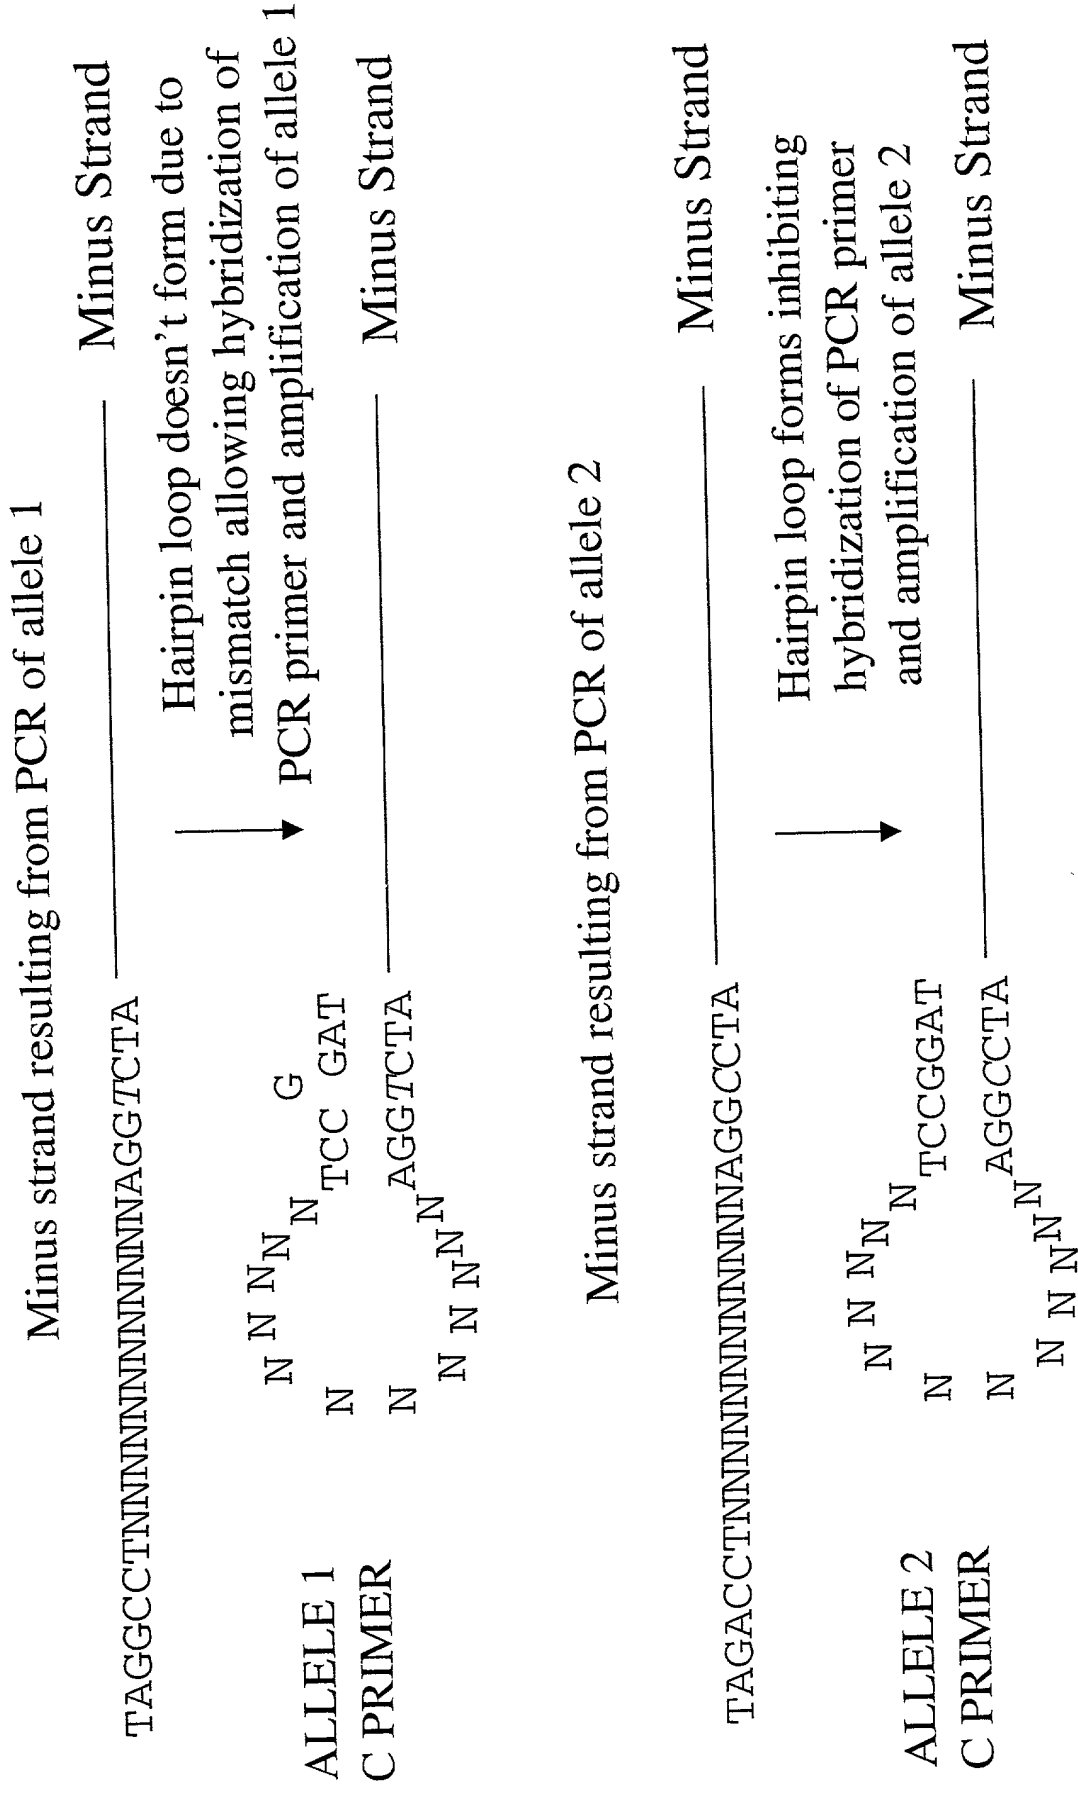 Minus strand resulting from PCR of allele 1
TAGGCCTNNNNNNNNNNNNAGGTCTA Minus Strand
Hairpin loop doesn't form due to
mismatch allowing hybridization of
PCR primer and amplification of allele 1
N N N N N G
N TCC GAT
ALLELE 1
C PRIMER
N AGGTCTA Minus Strand
N N N N N
Minus strand resulting from PCR of allele 2
TAGACCTNNNNNNNNNNNNAGGCCTA Minus Strand
Hairpin loop forms inhibiting
hybridization of PCR primer
and amplification of allele 2
N N N N N
N TCCGGAT
ALLELE 2
C PRIMER
N AGGCCTA Minus Strand
N N N N N